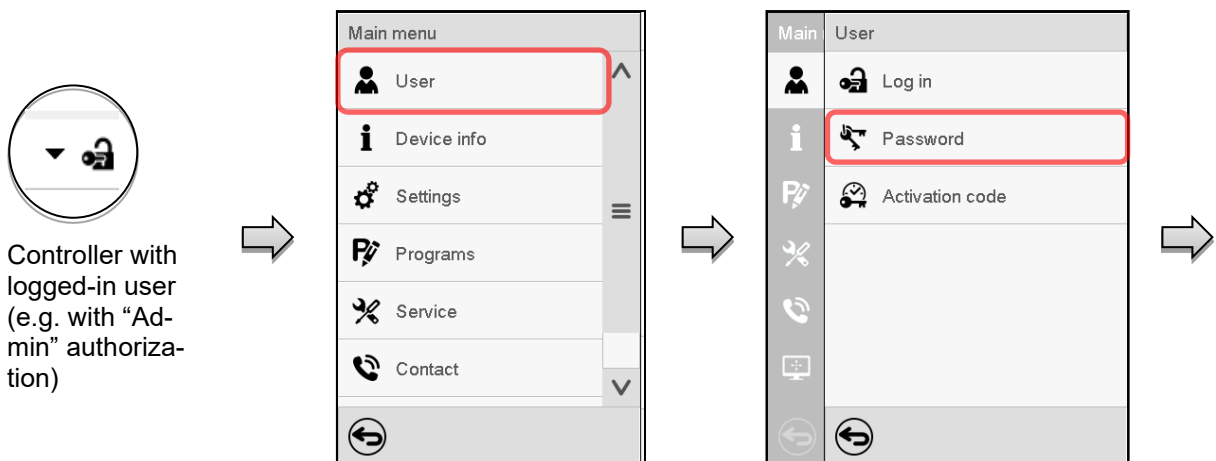 Controller with
logged-in user
(e.g. with “Ad-
min” authoriza-
tion)
Main menu
User
Device info
Settings
Programs
Service
Contact
Main
User
Log in
Password
Activation code